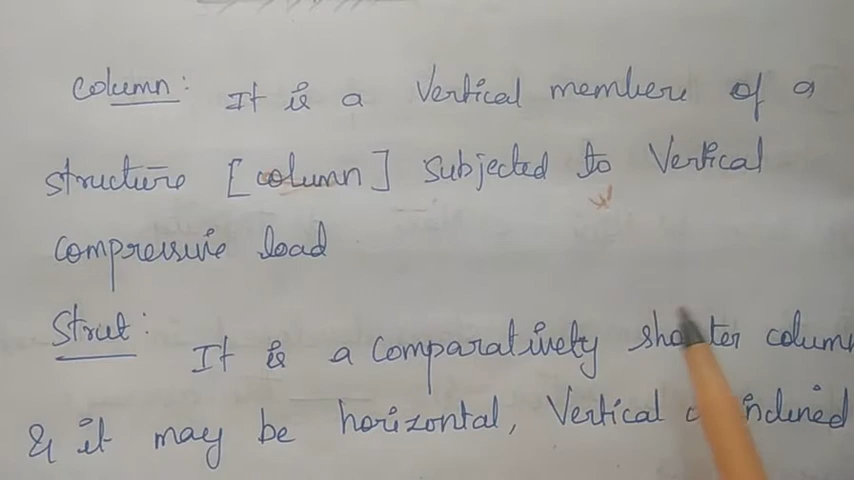 Column: It is a Vertical member of a
structure [column] subjected to Vertical
compressive load
Strut: It is a comparatively shorter column
& it may be horizontal, Vertical or inclined